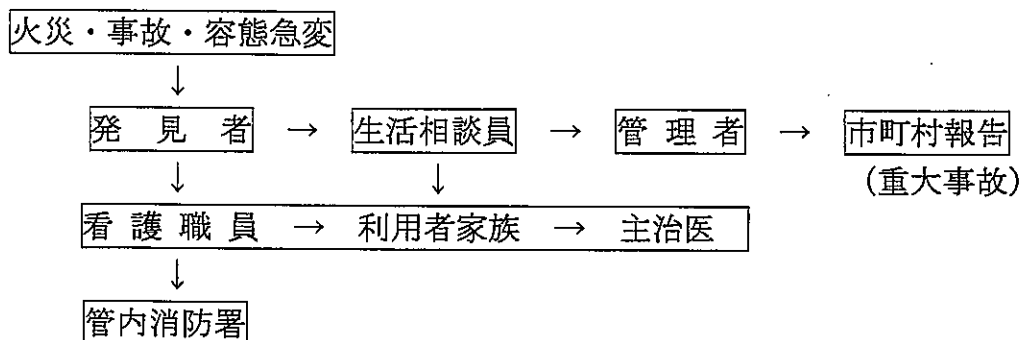 火災・事故・容態急変
↓
発見者 → 生活相談員 → 管理者 → 市町村報告
↓ ↓ (重大事故)
看護職員 → 利用者家族 → 主治医
↓
管内消防署